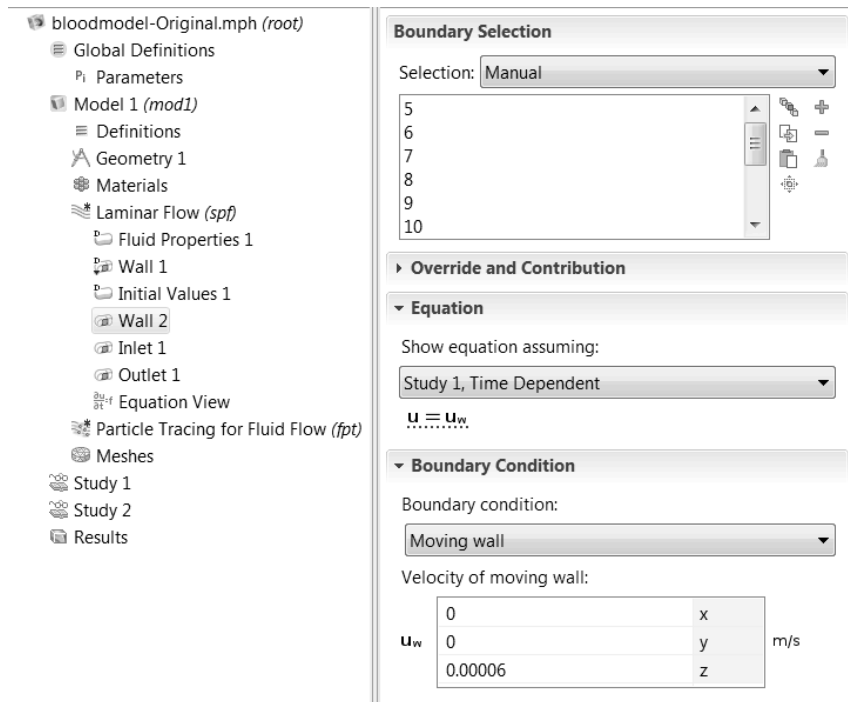 bloodmodel-Original.mph (root)
Global Definitions
Pi Parameters
Model 1 (mod1)
Definitions
Geometry 1
Materials
Laminar Flow (spf)
D Fluid Properties 1
D Wall 1
D Initial Values 1
Wall 2
Inlet 1
Outlet 1
∂u/∂t=f Equation View
Particle Tracing for Fluid Flow (fpt)
Meshes
Study 1
Study 2
Results
Boundary Selection
Selection: Manual
5
6
7
8
9
10
Override and Contribution
Equation
Show equation assuming:
Study 1, Time Dependent
u = uw
Boundary Condition
Boundary condition:
Moving wall
Velocity of moving wall:
0 x
uw 0 y m/s
0.00006 z